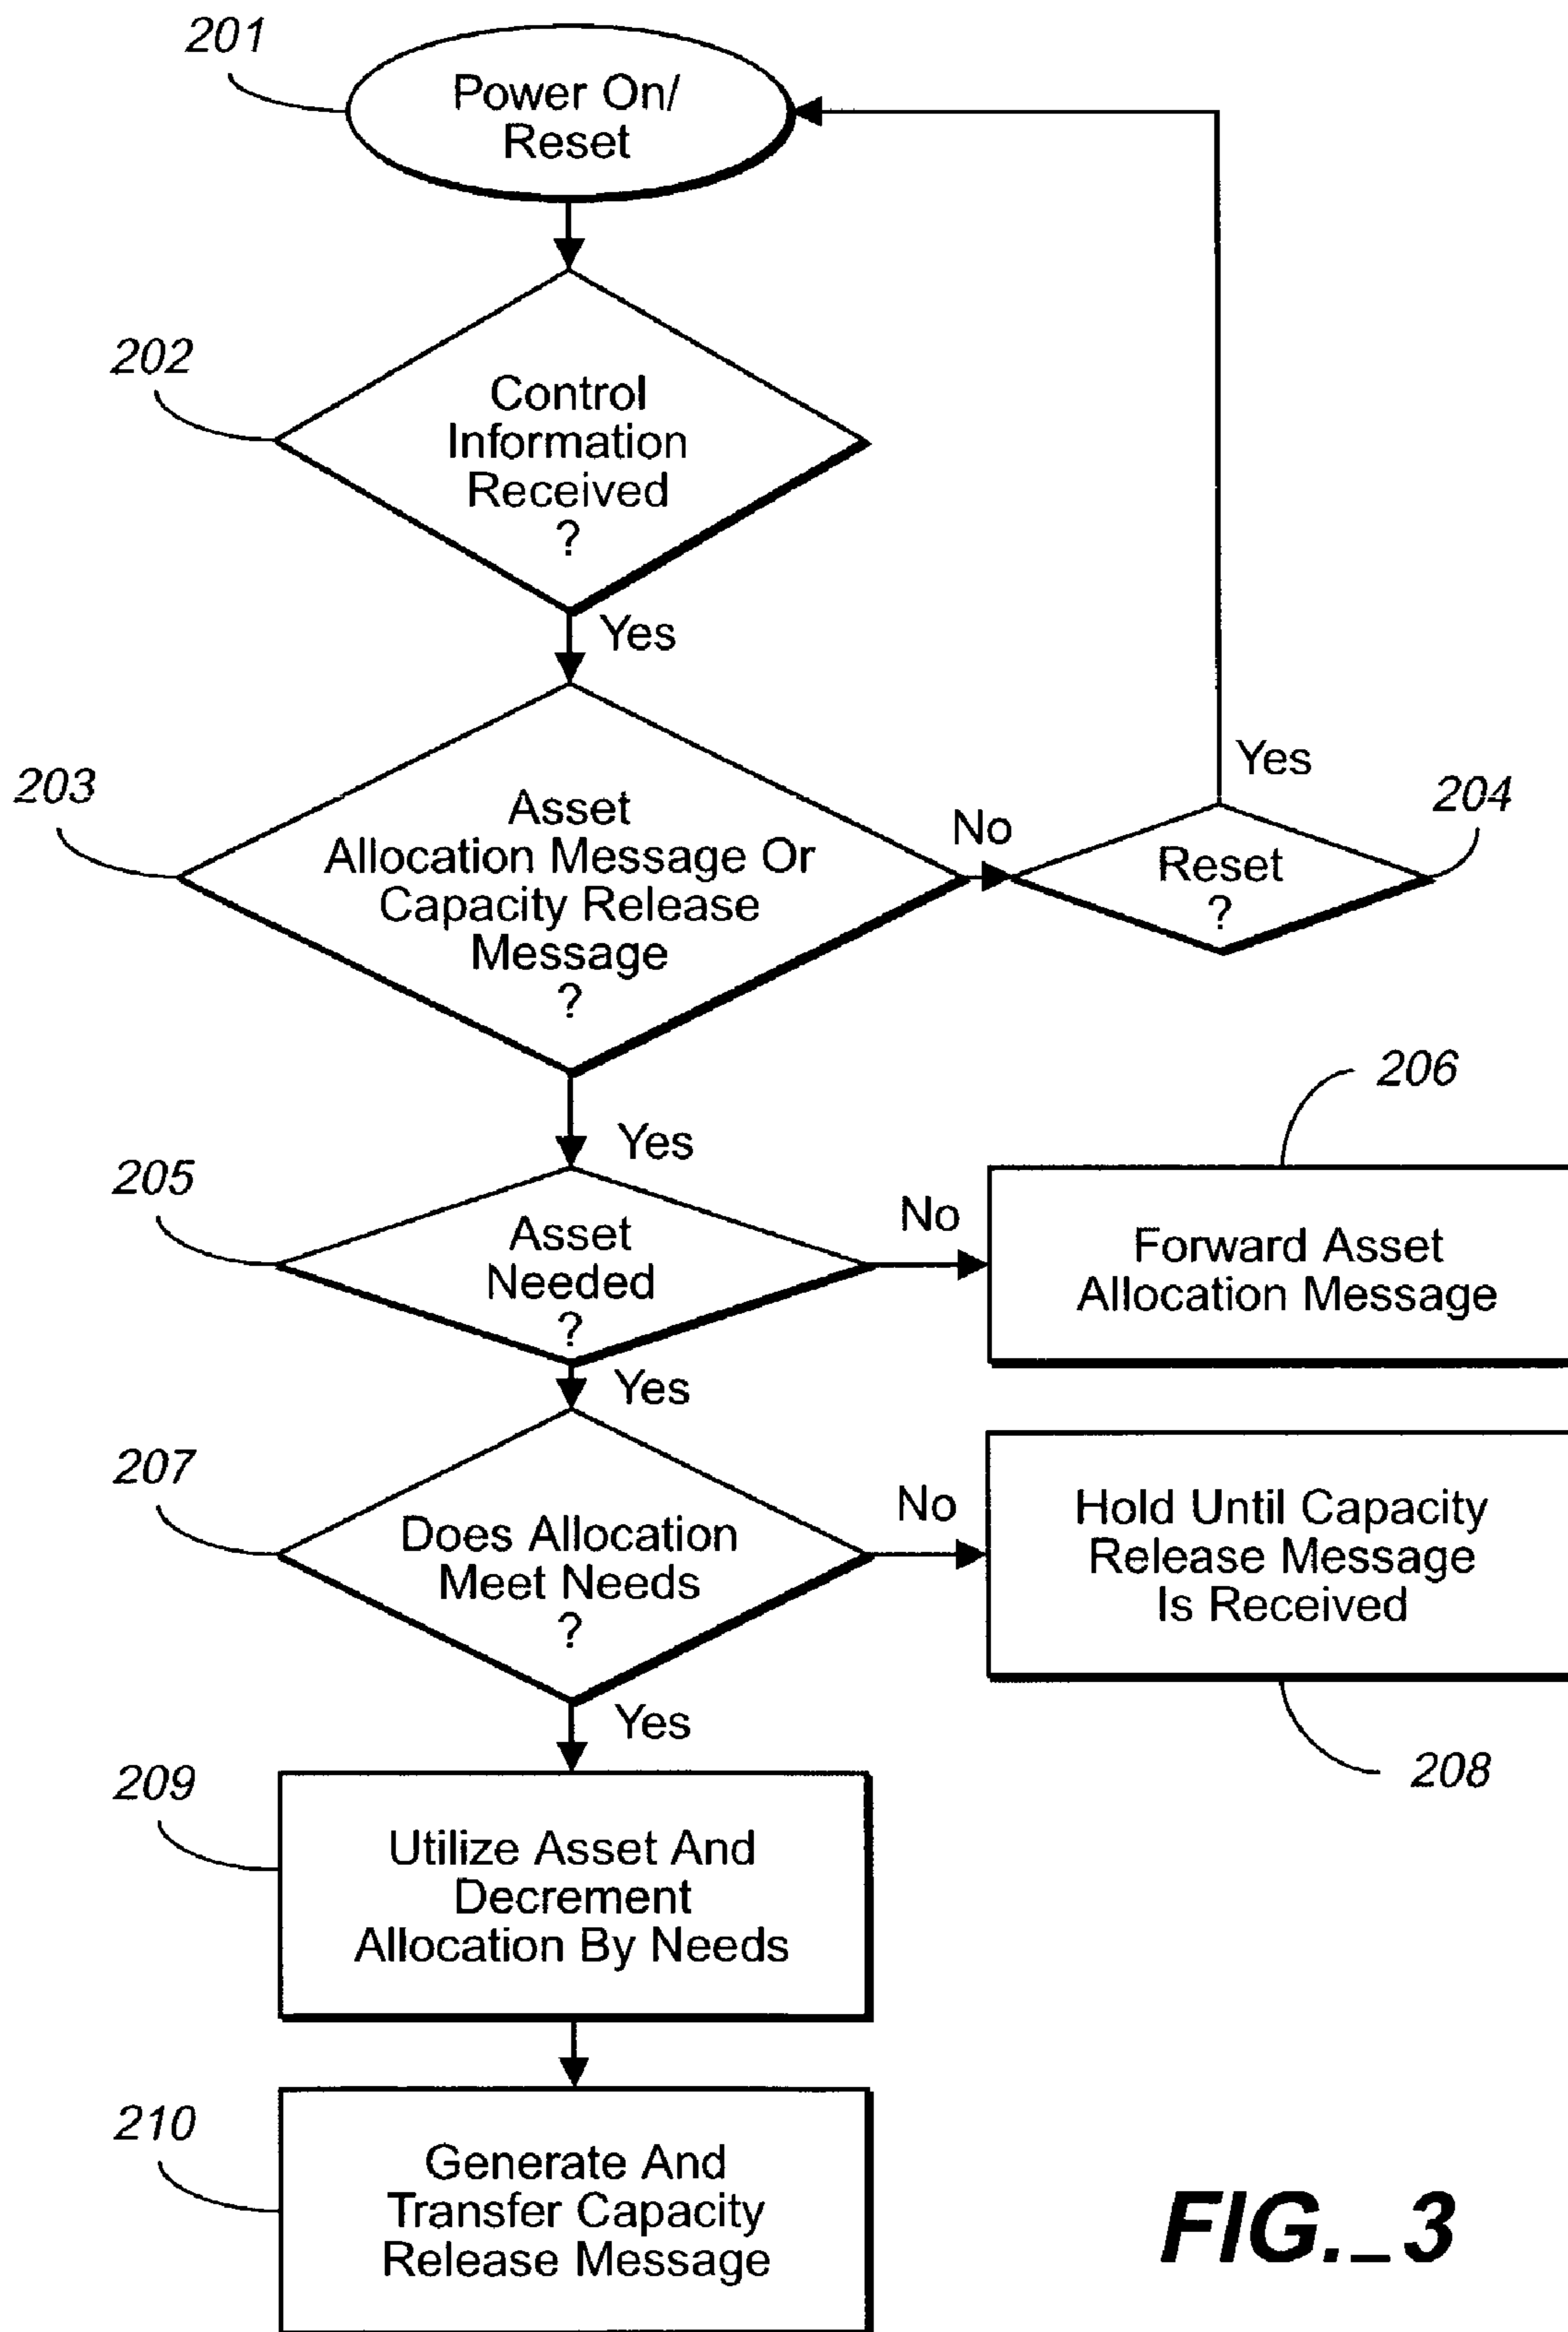 201
Power On/
Reset
202
Control
Information
Received
?
Yes
203
Asset
Allocation Message Or
Capacity Release
Message
?
No
Yes
204
Reset
?
Yes
205
Asset
Needed
?
No
206
Forward Asset
Allocation Message
Yes
207
Does Allocation
Meet Needs
?
No
Hold Until Capacity
Release Message
Is Received
208
Yes
209
Utilize Asset And
Decrement
Allocation By Needs
210
Generate And
Transfer Capacity
Release Message
FIG._3